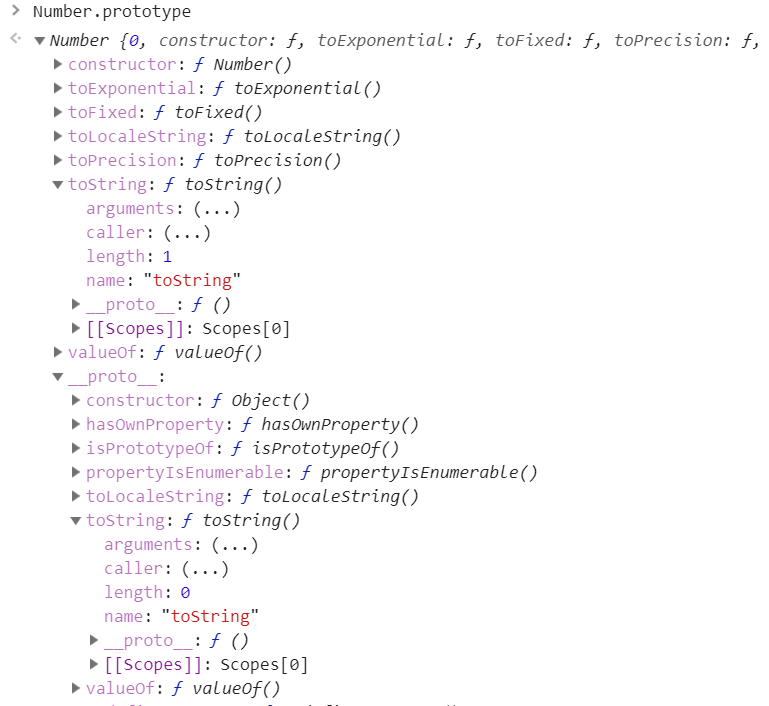 Number.prototype
Number {0, constructor: ƒ, toExponential: ƒ, toFixed: ƒ, toPrecision: ƒ,
constructor: ƒ Number()
toExponential: ƒ toExponential()
toFixed: ƒ toFixed()
toLocaleString: ƒ toLocaleString()
toPrecision: ƒ toPrecision()
toString: ƒ toString()
arguments: (...)
caller: (...)
length: 1
name: "toString"
__proto__: ƒ ()
[[Scopes]]: Scopes[0]
valueOf: ƒ valueOf()
__proto__:
constructor: ƒ Object()
hasOwnProperty: ƒ hasOwnProperty()
isPrototypeOf: ƒ isPrototypeOf()
propertyIsEnumerable: ƒ propertyIsEnumerable()
toLocaleString: ƒ toLocaleString()
toString: ƒ toString()
arguments: (...)
caller: (...)
length: 0
name: "toString"
__proto__: ƒ ()
[[Scopes]]: Scopes[0]
valueOf: ƒ valueOf()